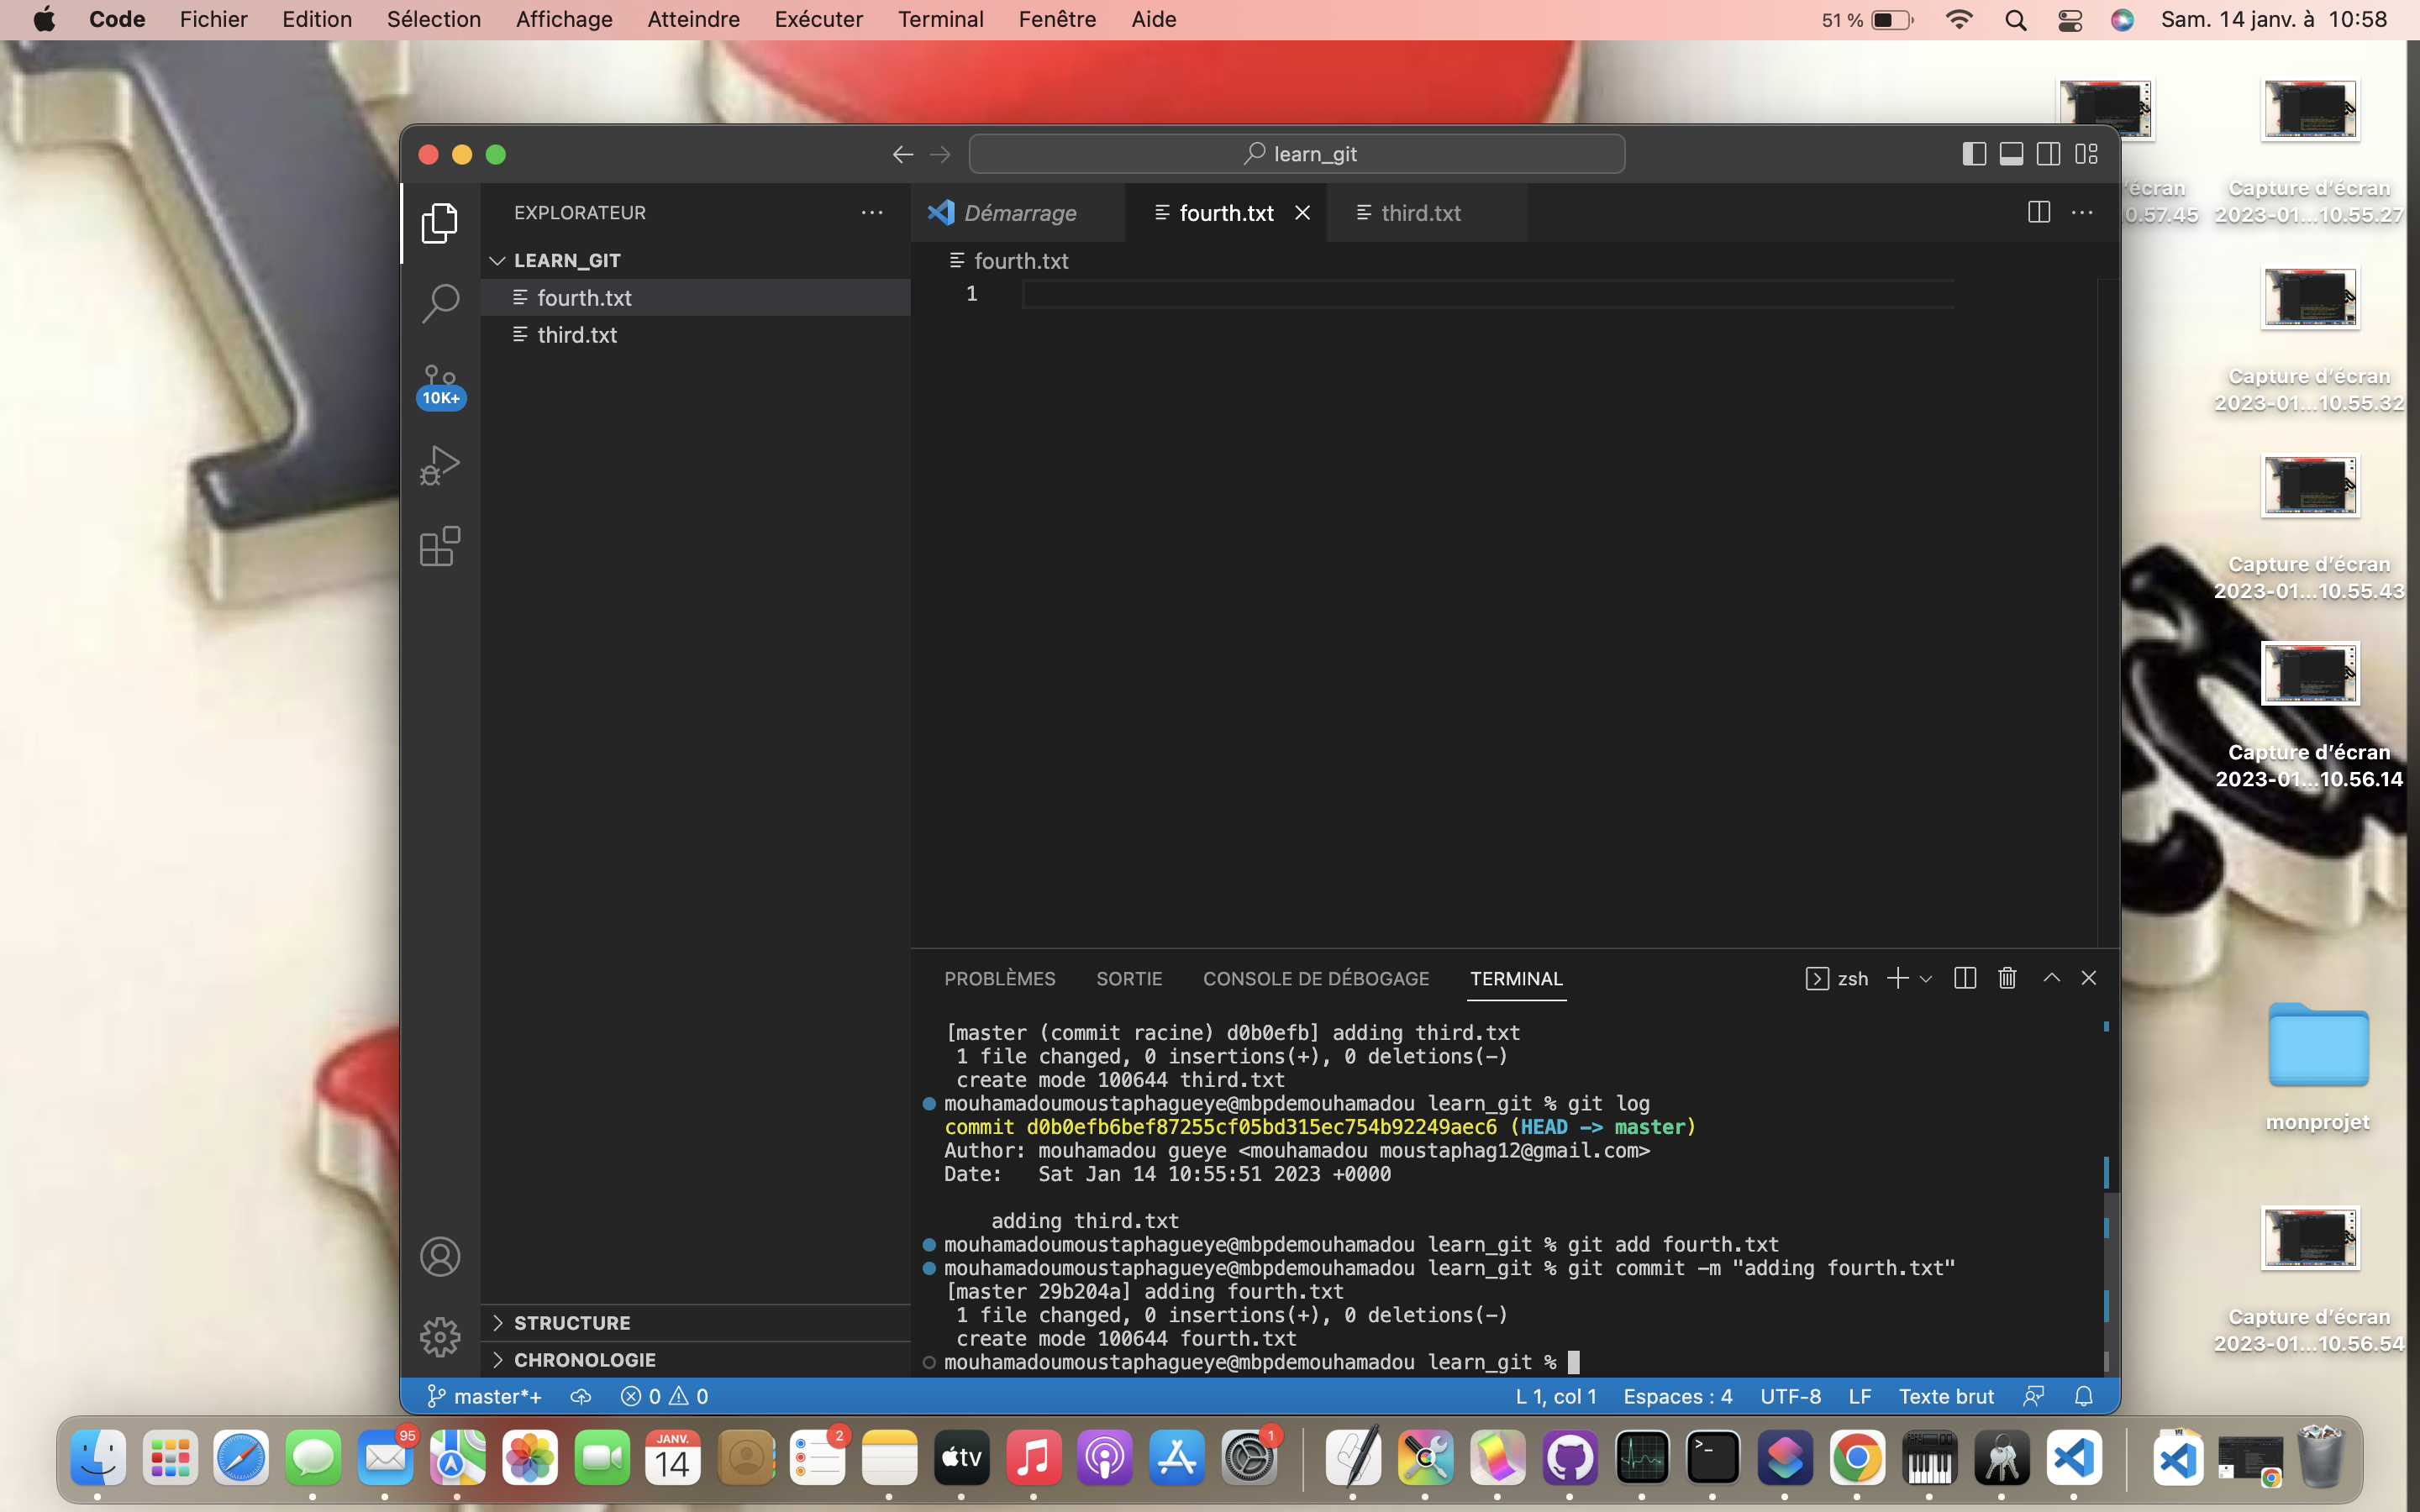 Code Fichier Edition Sélection Affichage Atteindre Exécuter Terminal Fenêtre Aide 51 % Sam. 14 janv. à 10:58
learn_git
EXPLORATEUR
LEARN_GIT
fourth.txt
third.txt
10K+
STRUCTURE
CHRONOLOGIE
Démarrage fourth.txt third.txt
fourth.txt
1
PROBLÈMES SORTIE CONSOLE DE DÉBOGAGE TERMINAL zsh
[master (commit racine) d0b0efb] adding third.txt
1 file changed, 0 insertions(+), 0 deletions(-)
create mode 100644 third.txt
mouhamadoumoustaphagueye@mbpdemouhamadou learn_git % git log
commit d0b0efb6bef87255cf05bd315ec754b92249aec6 (HEAD -> master)
Author: mouhamadou gueye <mouhamadou moustaphag12@gmail.com>
Date: Sat Jan 14 10:55:51 2023 +0000
adding third.txt
mouhamadoumoustaphagueye@mbpdemouhamadou learn_git % git add fourth.txt
mouhamadoumoustaphagueye@mbpdemouhamadou learn_git % git commit -m "adding fourth.txt"
[master 29b204a] adding fourth.txt
1 file changed, 0 insertions(+), 0 deletions(-)
create mode 100644 fourth.txt
mouhamadoumoustaphagueye@mbpdemouhamadou learn_git %
master*+ 0 0 L 1, col 1 Espaces : 4 UTF-8 LF Texte brut
'écran
0.57.45
Capture d'écran
2023-01...10.55.27
Capture d'écran
2023-01...10.55.32
Capture d'écran
2023-01...10.55.43
Capture d'écran
2023-01...10.56.14
monprojet
Capture d'écran
2023-01...10.56.54
95
JANV.
14
2
tv
1